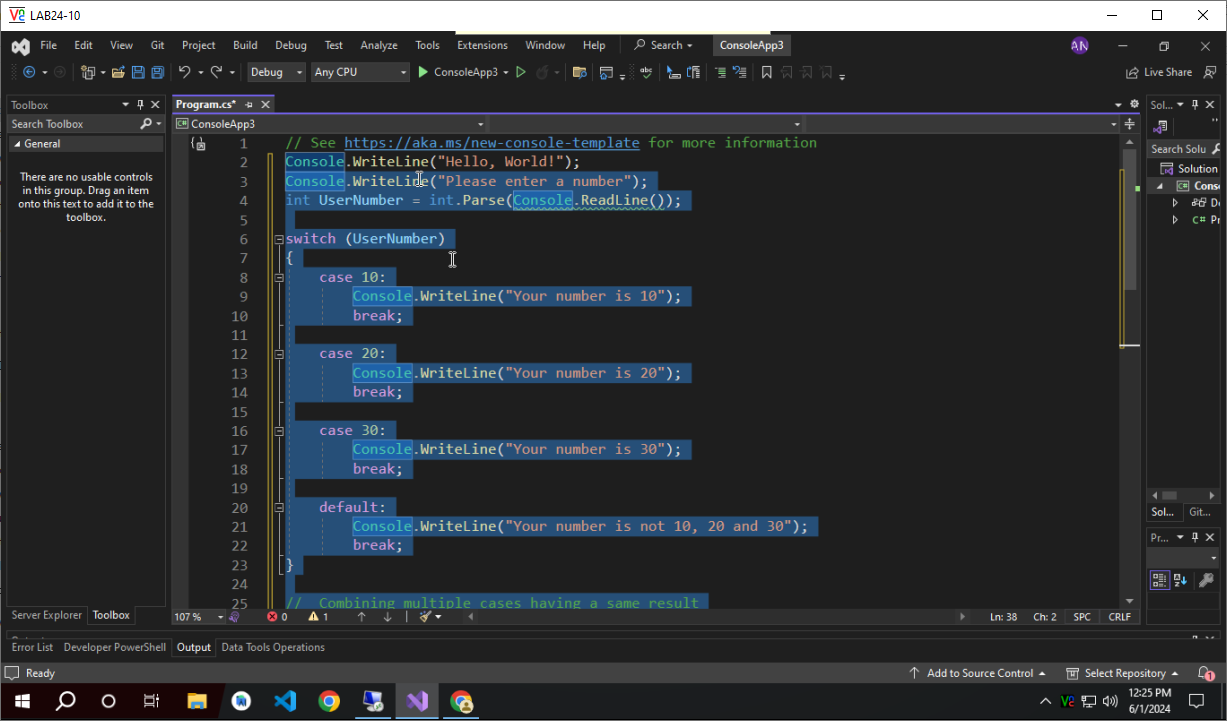 LAB24-10
File Edit View Git Project Build Debug Test Analyze Tools Extensions Window Help Search ConsoleApp3 AN
Debug Any CPU ConsoleApp3 Live Share
Toolbox
Search Toolbox
General
There are no usable controls
in this group. Drag an item
onto this text to add it to the
toolbox.
Server Explorer Toolbox
Program.cs*
ConsoleApp3
1 // See https://aka.ms/new-console-template for more information
2 Console.WriteLine("Hello, World!");
3 Console.WriteLine("Please enter a number");
4 int UserNumber = int.Parse(Console.ReadLine());
5
6 switch (UserNumber)
7 {
8 case 10:
9 Console.WriteLine("Your number is 10");
10 break;
11
12 case 20:
13 Console.WriteLine("Your number is 20");
14 break;
15
16 case 30:
17 Console.WriteLine("Your number is 30");
18 break;
19
20 default:
21 Console.WriteLine("Your number is not 10, 20 and 30");
22 break;
23 }
24
25 // Combining multiple cases having a same result
107 % 0 1 Ln: 38 Ch: 2 SPC CRLF
Sol...
Search Solu
Solution
Conso
Sol... Git...
Pr...
Error List Developer PowerShell Output Data Tools Operations
Ready Add to Source Control Select Repository 1
12:25 PM
6/1/2024